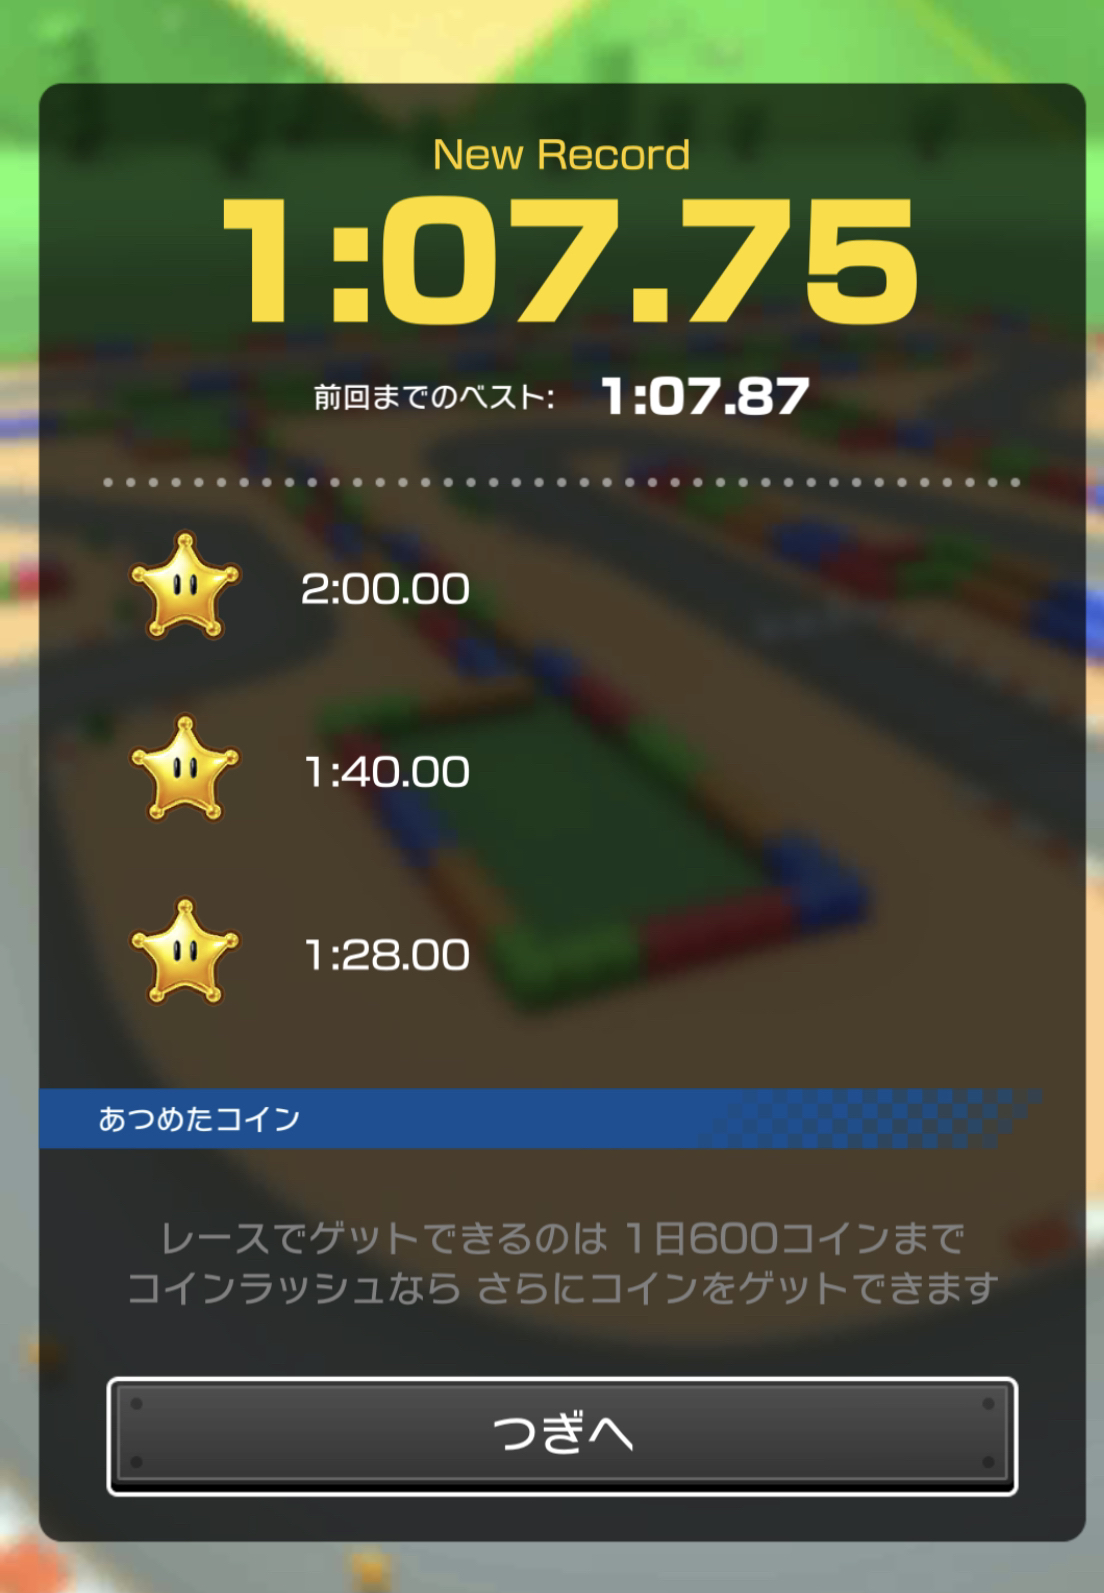 New Record
1:07.75
前回までのベスト: 1:07.87
2:00.00
1:40.00
1:28.00
あつめたコイン
レースでゲットできるのは 1日600コインまで
コインラッシュなら さらにコインをゲットできます
つぎへ